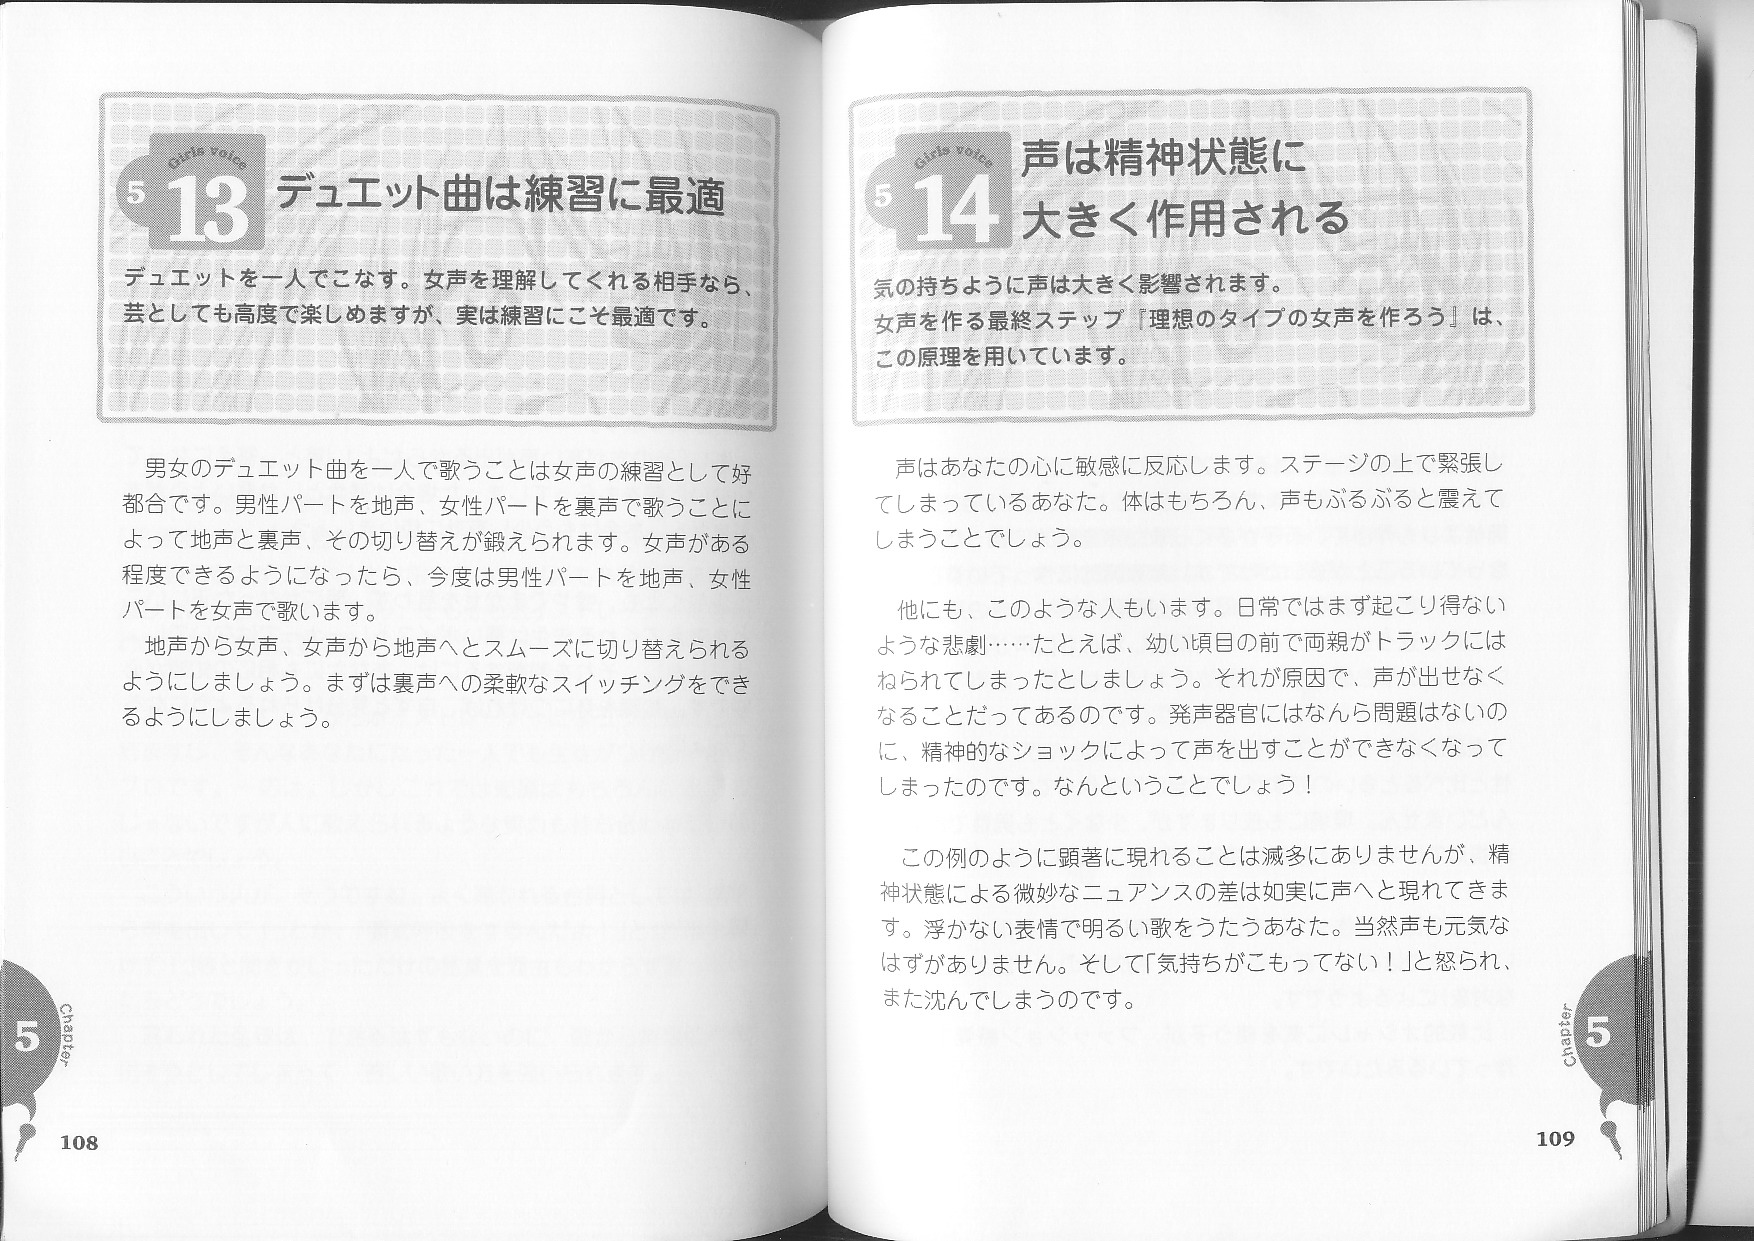 Girls voice
5
13
デュエット曲は練習に最適
デュエットを一人でこなす。女声を理解してくれる相手なら、
芸としても高度で楽しめますが、実は練習にこそ最適です。
男女のデュエット曲を一人で歌うことは女声の練習として好
都合です。男性パートを地声、女性パートを裏声で歌うことに
よって地声と裏声、その切り替えが鍛えられます。女声がある
程度できるようになったら、今度は男性パートを地声、女性
パートを女声で歌います。
地声から女声、女声から地声へとスムーズに切り替えられる
ようにしましょう。まずは裏声への柔軟なスイッチングをでき
るようにしましょう。
5
Chapter
108
Girls voice
5
14
声は精神状態に
大きく作用される
気の持ちように声は大きく影響されます。
女声を作る最終ステップ『理想のタイプの女声を作ろう』は、
この原理を用いています。
声はあなたの心に敏感に反応します。ステージの上で緊張し
てしまっているあなた。体はもちろん、声もぶるぶると震えて
しまうことでしょう。
他にも、このような人もいます。日常ではまず起こり得ない
ような悲劇……たとえば、幼い頃目の前で両親がトラックには
ねられてしまったとしましょう。それが原因で、声が出せなく
なることだってあるのです。発声器官にはなんら問題はないの
に、精神的なショックによって声を出すことができなくなって
しまったのです。なんということでしょう！
この例のように顕著に現れることは滅多にありませんが、精
神状態による微妙なニュアンスの差は如実に声へと現れてきま
す。浮かない表情で明るい歌をうたうあなた。当然声も元気な
はずがありません。そして「気持ちがこもってない！」と怒られ、
また沈んでしまうのです。
Chapter
5
109